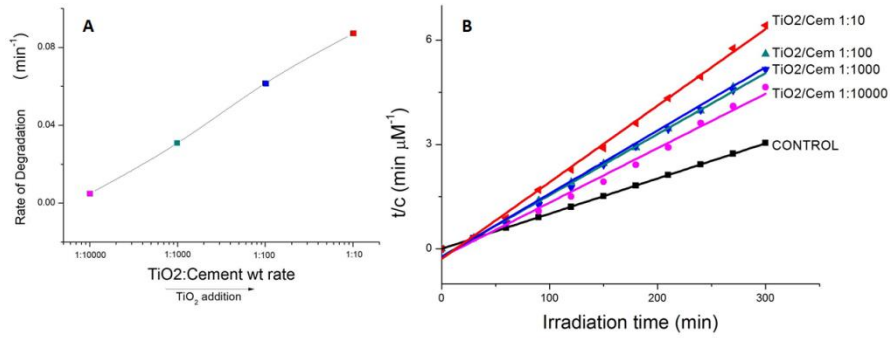 A
Rate of Degradation (min⁻¹)
0.08
0.04
0.00
1:10000
1:1000
1:100
1:10
TiO2:Cement wt rate
TiO₂ addition
B
t/c (min µM⁻¹)
6
3
0
0
100
200
300
Irradiation time (min)
TiO2/Cem 1:10
TiO2/Cem 1:100
TiO2/Cem 1:1000
TiO2/Cem 1:10000
CONTROL